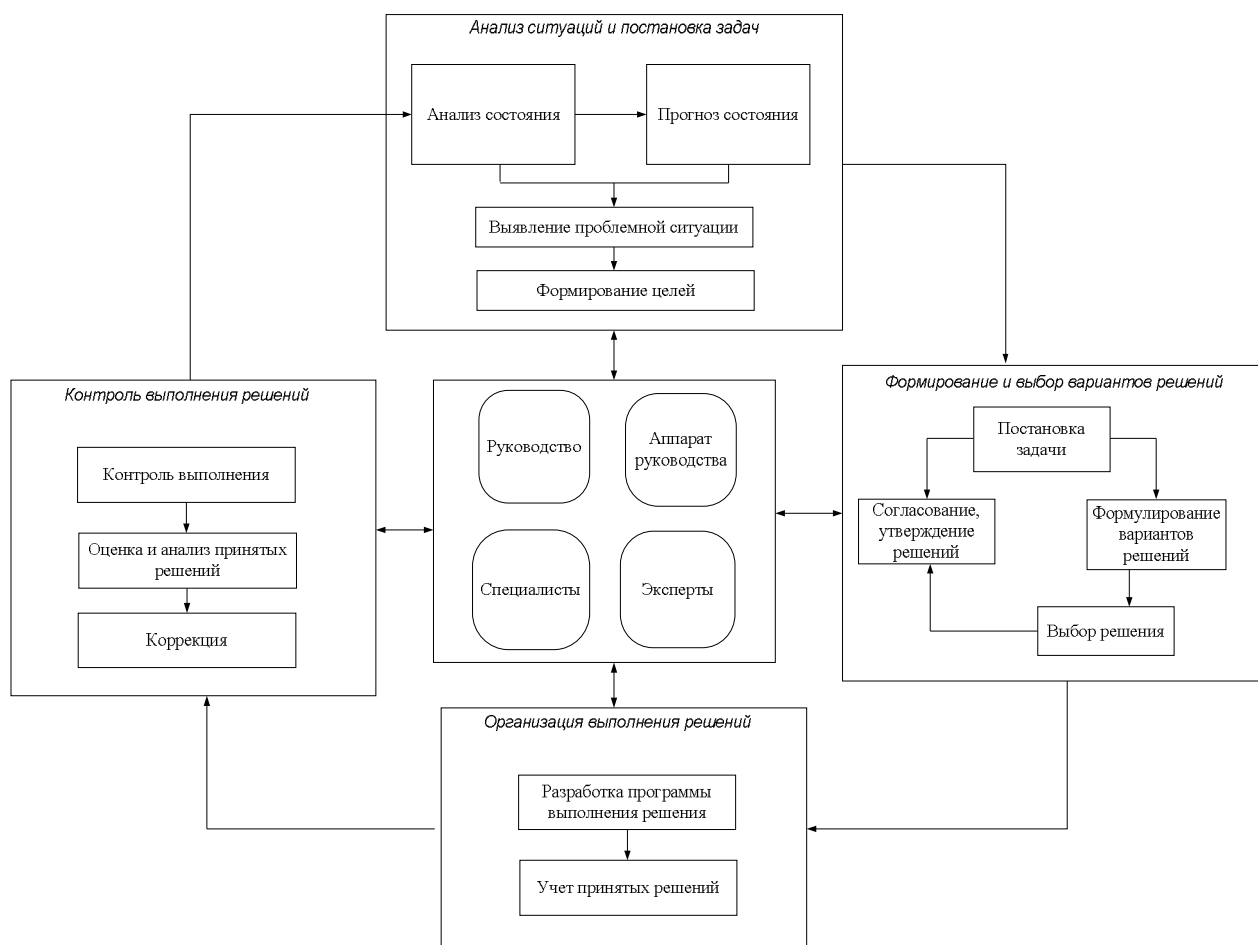 Анализ ситуаций и постановка задач
Анализ состояния
Прогноз состояния
Выявление проблемной ситуации
Формирование целей
Контроль выполнения решений
Контроль выполнения
Оценка и анализ принятых
решений
Коррекция
Руководство
Аппарат
руководства
Специалисты
Эксперты
Формирование и выбор вариантов решений
Постановка
задачи
Согласование,
утверждение
решений
Формулирование
вариантов
решений
Выбор решения
Организация выполнения решений
Разработка программы
выполнения решения
Учет принятых решений